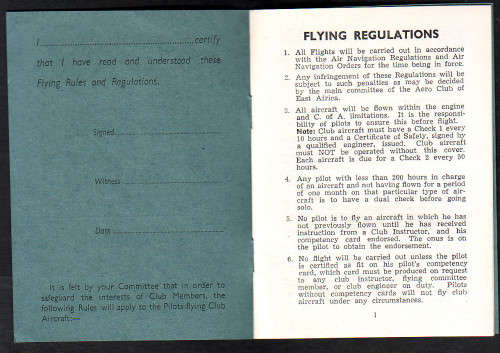 I..................................................certify
that I have read and understood these
Flying Rules and Regulations.
Signed
Witness
Date
It is felt by your Committee that in order to
safeguard the interests of Club Members, the
following Rules will apply to the Pilots flying Club
Aircraft:—
FLYING REGULATIONS
1. All Flights will be carried out in accordance
with the Air Navigation Regulations and Air
Navigation Orders for the time being in force.
2. Any infringement of these Regulations will be
subject to such penalties as may be decided
by the main committee of the Aero Club of
East Africa.
3. All aircraft will be flown within the engine
and C. of A. limitations. It is the responsi-
bility of pilots to ensure this before flight.
Note: Club aircraft must have a Check 1 every
10 hours and a Certificate of Safety, signed by
a qualified engineer, issued. Club aircraft
must NOT be operated without this cover.
Each aircraft is due for a Check 2 every 50
hours.
4. Any pilot with less than 200 hours in charge
of an aircraft and not having flown for a period
of one month on that particular type of air-
craft is to have a dual check before going
solo.
5. No pilot is to fly an aircraft in which he has
not previously flown until he has received
instruction from a Club Instructor, and his
competency card endorsed. The onus is on
the pilot to obtain the endorsement.
6. No flight will be carried out unless the pilot
is certified as fit on his pilot's competency
card, which card must be produced on request
to any club instructor, flying committee
member, or club engineer on duty. Pilots
without competency cards will not fly club
aircraft under any circumstances.
1